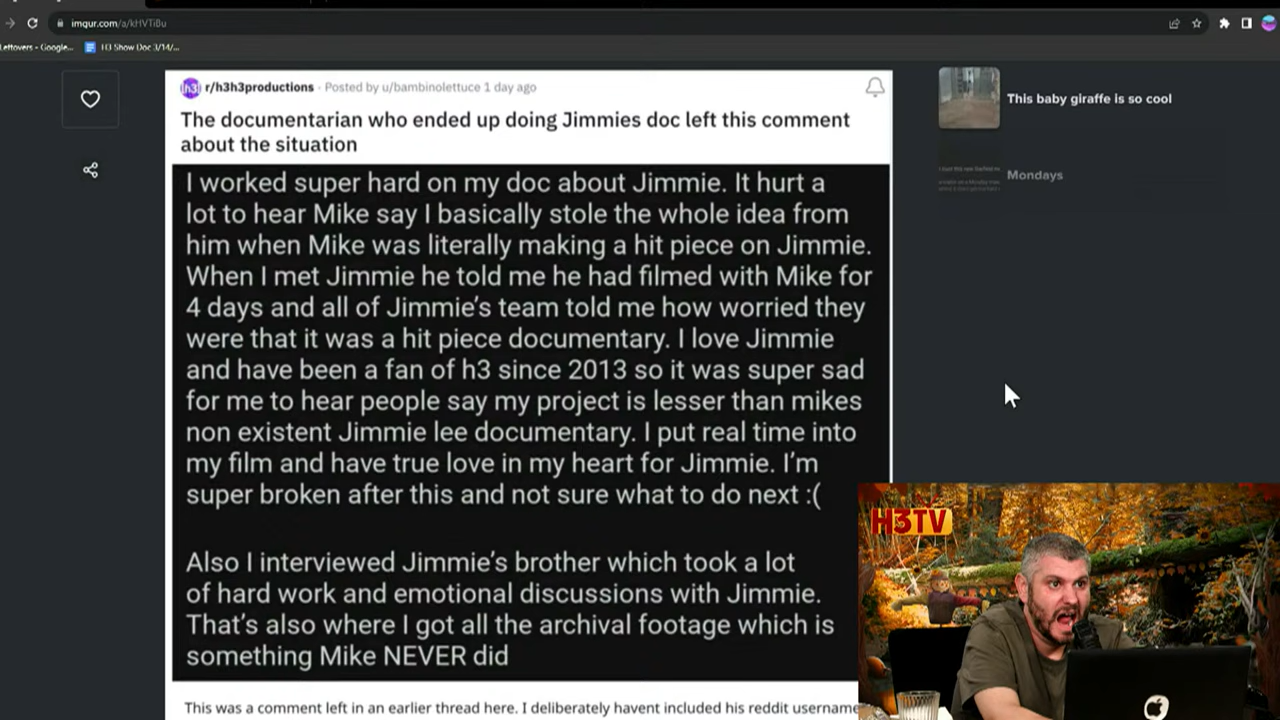 imgur.com/a/kHVTiBu
Leftovers - Google... H3 Show Doc 3/14/...
r/h3h3productions · Posted by u/bambinolettuce 1 day ago
The documentarian who ended up doing Jimmies doc left this comment
about the situation
I worked super hard on my doc about Jimmie. It hurt a
lot to hear Mike say I basically stole the whole idea from
him when Mike was literally making a hit piece on Jimmie.
When I met Jimmie he told me he had filmed with Mike for
4 days and all of Jimmie's team told me how worried they
were that it was a hit piece documentary. I love Jimmie
and have been a fan of h3 since 2013 so it was super sad
for me to hear people say my project is lesser than mikes
non existent Jimmie lee documentary. I put real time into
my film and have true love in my heart for Jimmie. I'm
super broken after this and not sure what to do next :(
Also I interviewed Jimmie's brother which took a lot
of hard work and emotional discussions with Jimmie.
That's also where I got all the archival footage which is
something Mike NEVER did
This was a comment left in an earlier thread here. I deliberately havent included his reddit username
This baby giraffe is so cool
Mondays
H3TV